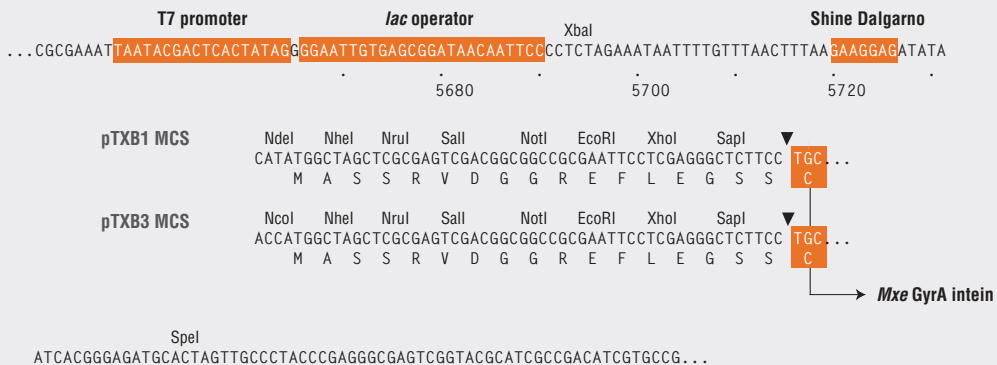 T7 promoter lac operator XbaI Shine Dalgarno
...CGCGAAATTAATACGACTCACTATAGGGGAATTGTGAGCGGATAACAATTCCCCTCTAGAAATAATTTTGTTTAACTTTAAGAAGGAGATATA
. . . . . . .
5680 5700 5720
pTXB1 MCS NdeI NheI NruI SalI NotI EcoRI XhoI SapI ▼
CATATGGCTAGCTCGCGAGTCGACGGCGGCCGCGAATTCCTCGAGGGCTCTTCC TGC...
M A S S R V D G G R E F L E G S S C
pTXB3 MCS NcoI NheI NruI SalI NotI EcoRI XhoI SapI ▼
ACCATGGCTAGCTCGCGAGTCGACGGCGGCCGCGAATTCCTCGAGGGCTCTTCC TGC...
M A S S R V D G G R E F L E G S S C
Mxe GyrA intein
SpeI
ATCACGGGAGATGCACTAGTTGCCCTACCCGAGGGCGAGTCGGTACGCATCGCCGACATCGTGCCG...